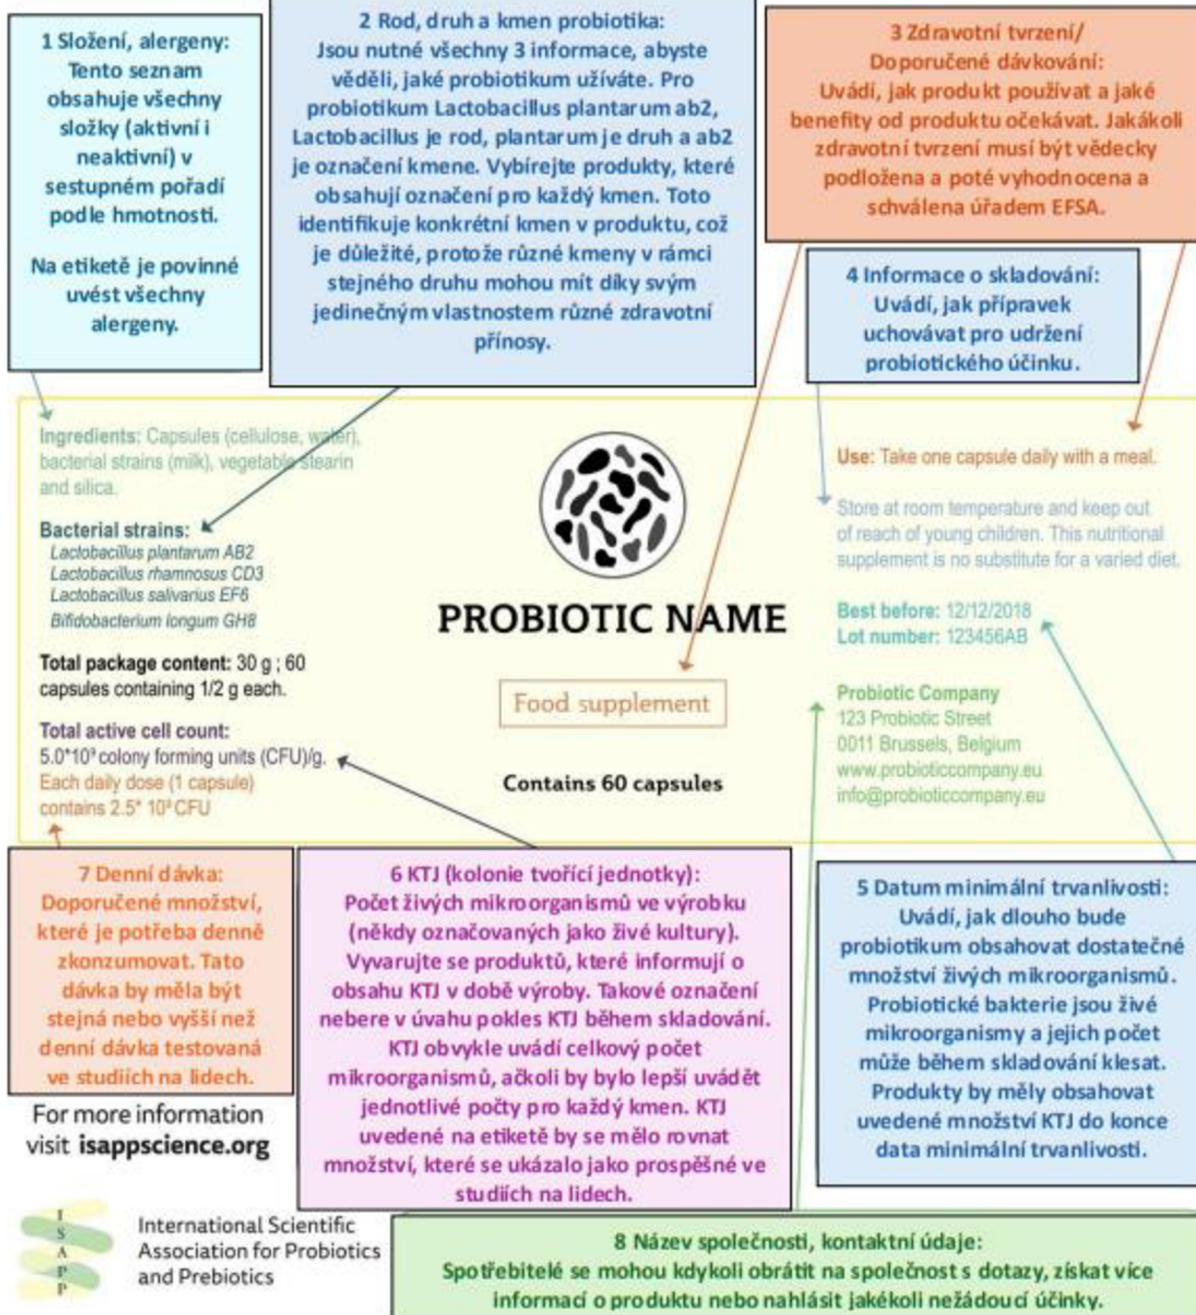 1 Složení, alergeny:
Tento seznam
obsahuje všechny
složky (aktivní i
neaktivní) v
sestupném pořadí
podle hmotnosti.
Na etiketě je povinné
uvést všechny
alergeny.
2 Rod, druh a kmen probiotika:
Jsou nutné všechny 3 informace, abyste
věděli, jaké probiotikum užíváte. Pro
probiotikum Lactobacillus plantarum ab2,
Lactobacillus je rod, plantarum je druh a ab2
je označení kmene. Vybírejte produkty, které
obsahují označení pro každý kmen. Toto
identifikuje konkrétní kmen v produktu, což
je důležité, protože různé kmeny v rámci
stejného druhu mohou mít díky svým
jedinečným vlastnostem různé zdravotní
přínosy.
3 Zdravotní tvrzení/
Doporučené dávkování:
Uvádí, jak produkt používat a jaké
benefity od produktu očekávat. Jakákoli
zdravotní tvrzení musí být vědecky
podložena a poté vyhodnocena a
schválena úřadem EFSA.
4 Informace o skladování:
Uvádí, jak přípravek
uchovávat pro udržení
probiotického účinku.
Ingredients: Capsules (cellulose, water),
bacterial strains (milk), vegetable stearin
and silica.
Bacterial strains:
Lactobacillus plantarum AB2
Lactobacillus rhamnosus CD3
Lactobacillus salivarius EF6
Bifidobacterium longum GH8
Total package content: 30 g ; 60
capsules containing 1/2 g each.
Total active cell count:
5.0*10⁹ colony forming units (CFU)/g.
Each daily dose (1 capsule)
contains 2.5* 10⁹ CFU
PROBIOTIC NAME
Food supplement
Contains 60 capsules
Use: Take one capsule daily with a meal.
Store at room temperature and keep out
of reach of young children. This nutritional
supplement is no substitute for a varied diet.
Best before: 12/12/2018
Lot number: 123456AB
Probiotic Company
123 Probiotic Street
0011 Brussels, Belgium
www.probioticcompany.eu
info@probioticcompany.eu
7 Denní dávka:
Doporučené množství,
které je potřeba denně
zkonzumovat. Tato
dávka by měla být
stejná nebo vyšší než
denní dávka testovaná
ve studiích na lidech.
6 KTJ (kolonie tvořící jednotky):
Počet živých mikroorganismů ve výrobku
(někdy označovaných jako živé kultury).
Vyvarujte se produktů, které informují o
obsahu KTJ v době výroby. Takové označení
nebere v úvahu pokles KTJ během skladování.
KTJ obvykle uvádí celkový počet
mikroorganismů, ačkoli by bylo lepší uvádět
jednotlivé počty pro každý kmen. KTJ
uvedené na etiketě by se mělo rovnat
množství, které se ukázalo jako prospěšné ve
studiích na lidech.
5 Datum minimální trvanlivosti:
Uvádí, jak dlouho bude
probiotikum obsahovat dostatečné
množství živých mikroorganismů.
Probiotické bakterie jsou živé
mikroorganismy a jejich počet
může během skladování klesat.
Produkty by měly obsahovat
uvedené množství KTJ do konce
data minimální trvanlivosti.
For more information
visit isappscience.org
I
S
A
P
P
International Scientific
Association for Probiotics
and Prebiotics
8 Název společnosti, kontaktní údaje:
Spotřebitelé se mohou kdykoli obrátit na společnost s dotazy, získat více
informací o produktu nebo nahlásit jakékoli nežádoucí účinky.